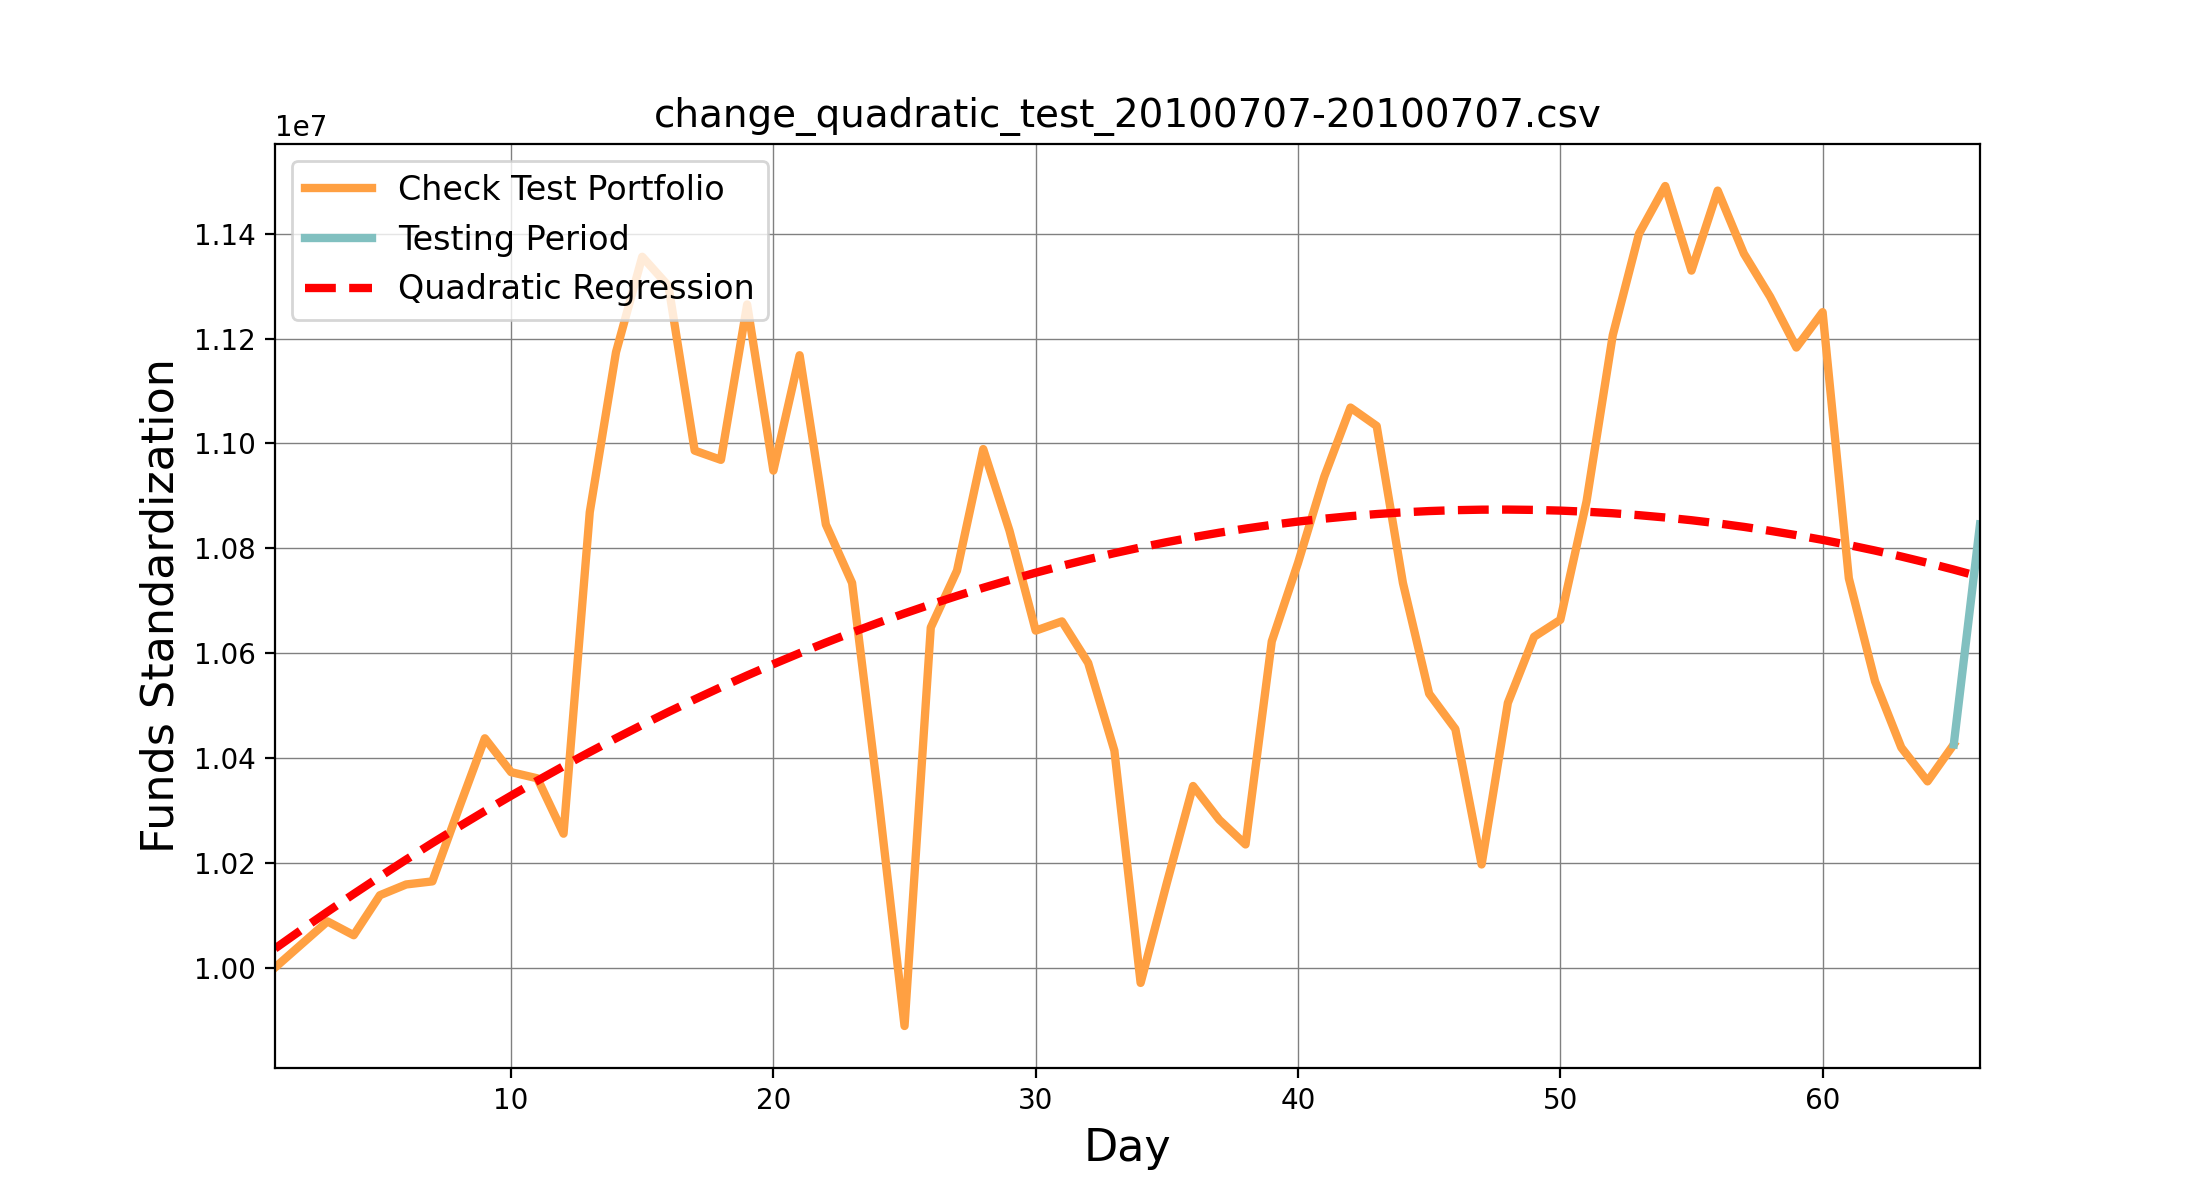 change_quadratic_test_20100707-20100707.csv
1e7
Check Test Portfolio
Testing Period
Quadratic Regression
1.14
1.12
1.10
1.08
1.06
1.04
1.02
1.00
Funds Standardization
10 20 30 40 50 60
Day